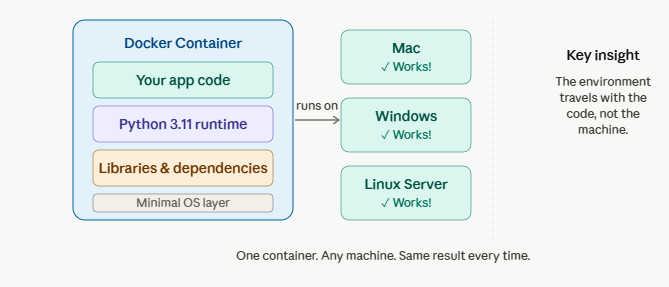 Docker Container
Your app code
Python 3.11 runtime
Libraries & dependencies
Minimal OS layer
runs on
Mac
✓ Works!
Windows
✓ Works!
Linux Server
✓ Works!
Key insight
The environment
travels with the
code, not the
machine.
One container. Any machine. Same result every time.